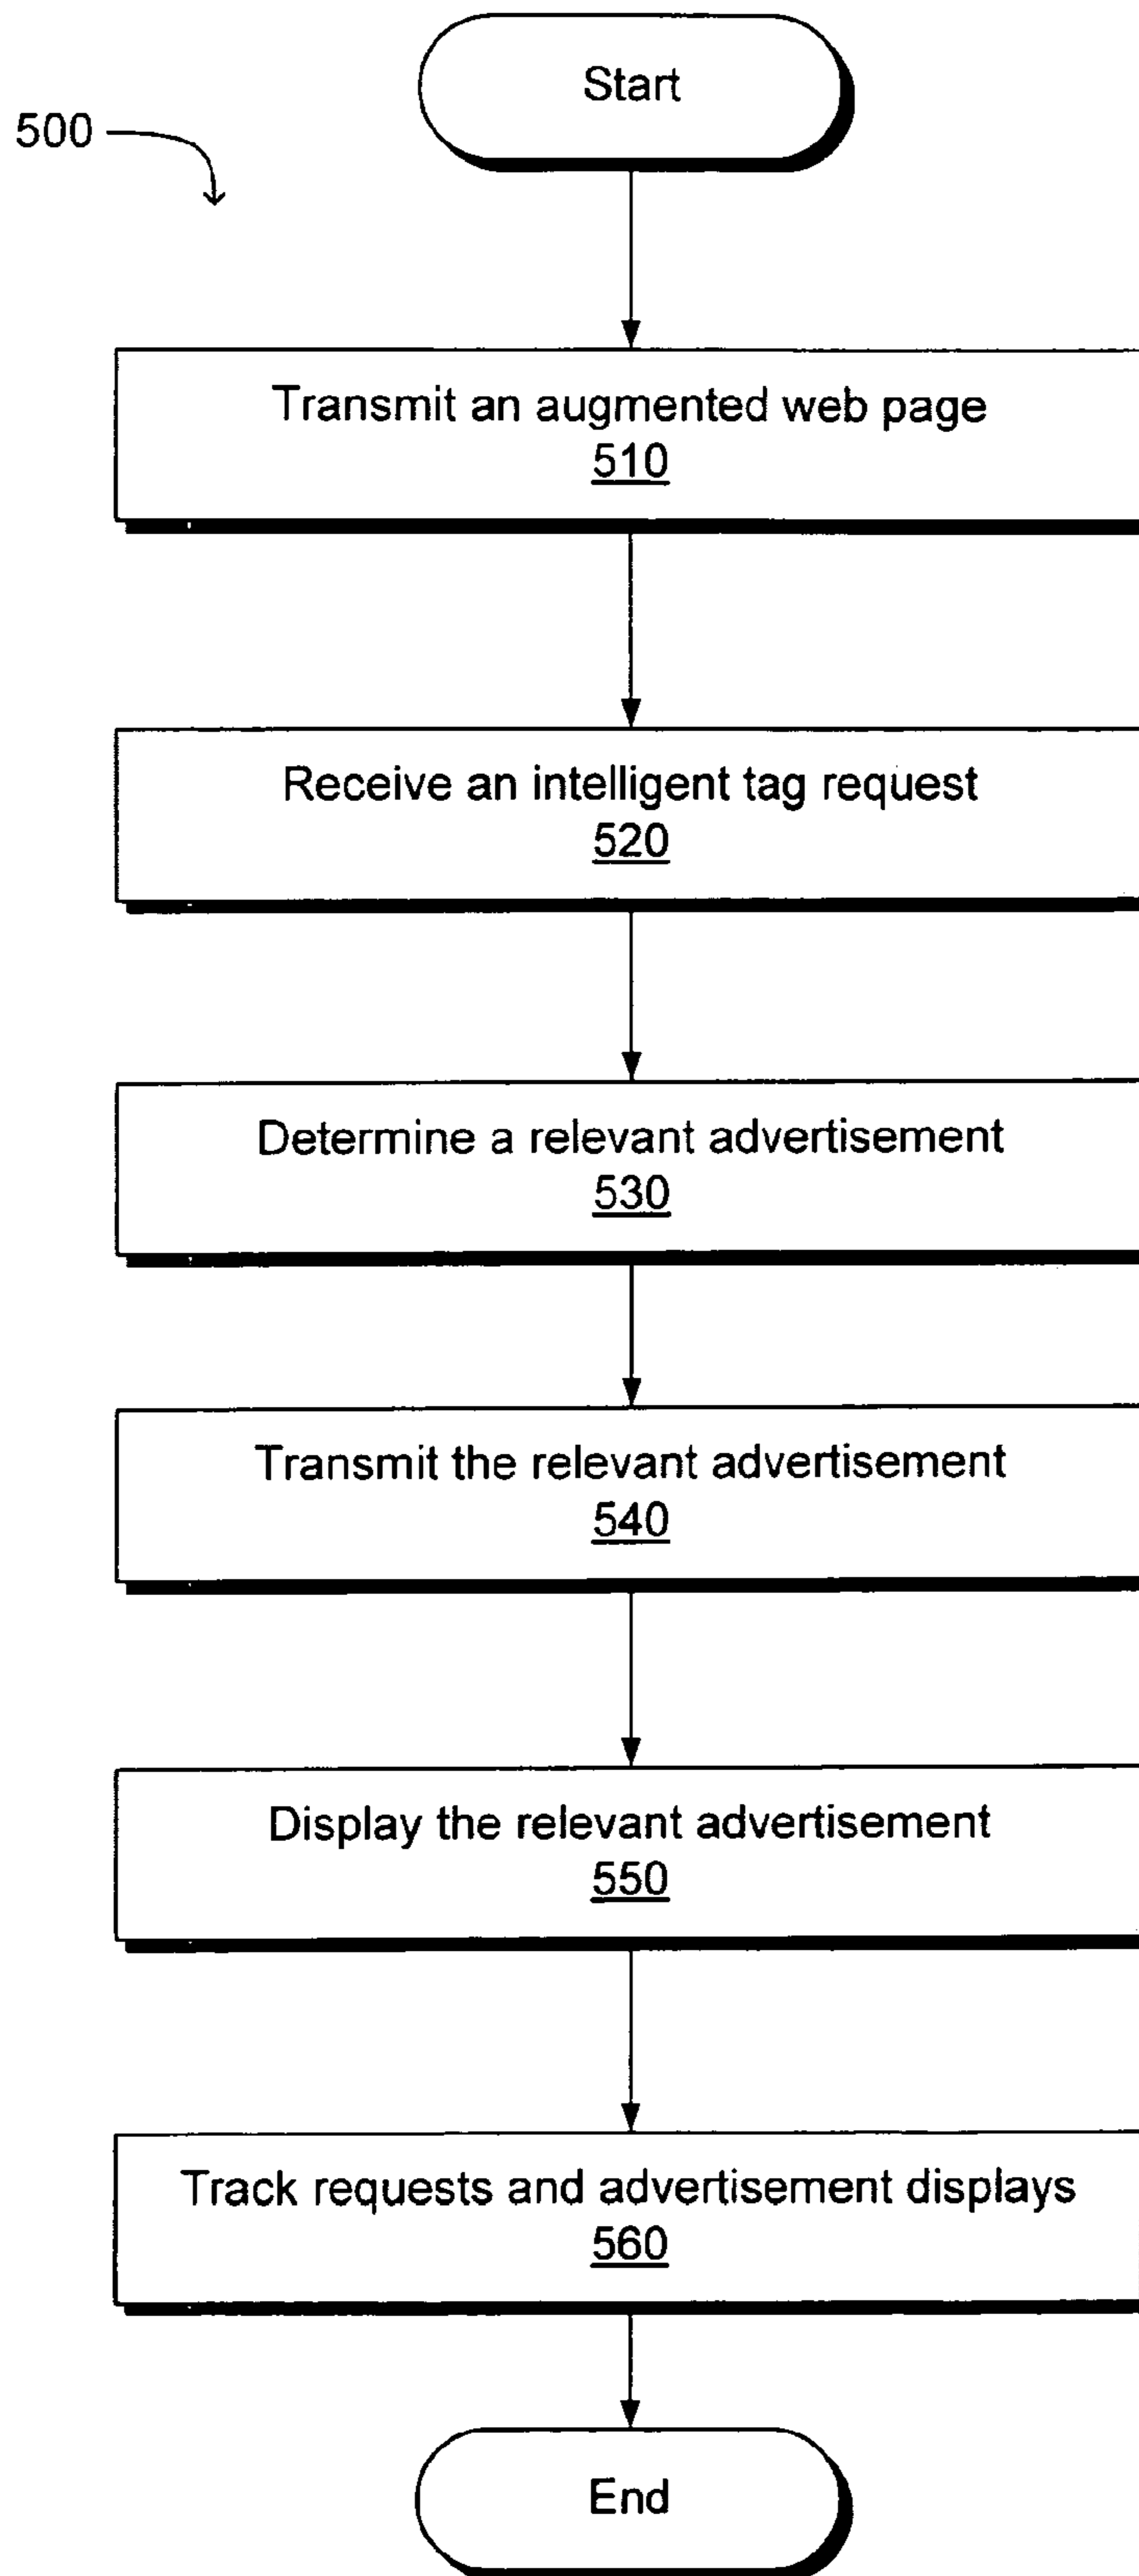 Start
500
Transmit an augmented web page
510
Receive an intelligent tag request
520
Determine a relevant advertisement
530
Transmit the relevant advertisement
540
Display the relevant advertisement
550
Track requests and advertisement displays
560
End